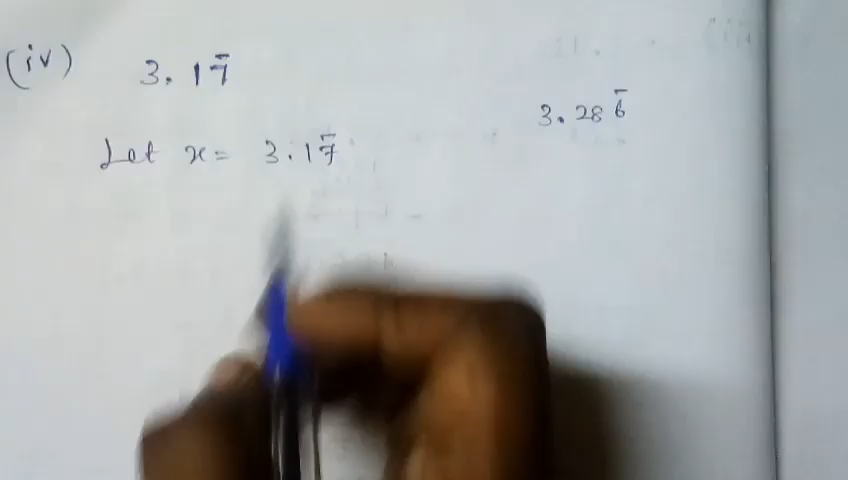 (iv) 3.17̅
3.286̅
Let x = 3.17̅